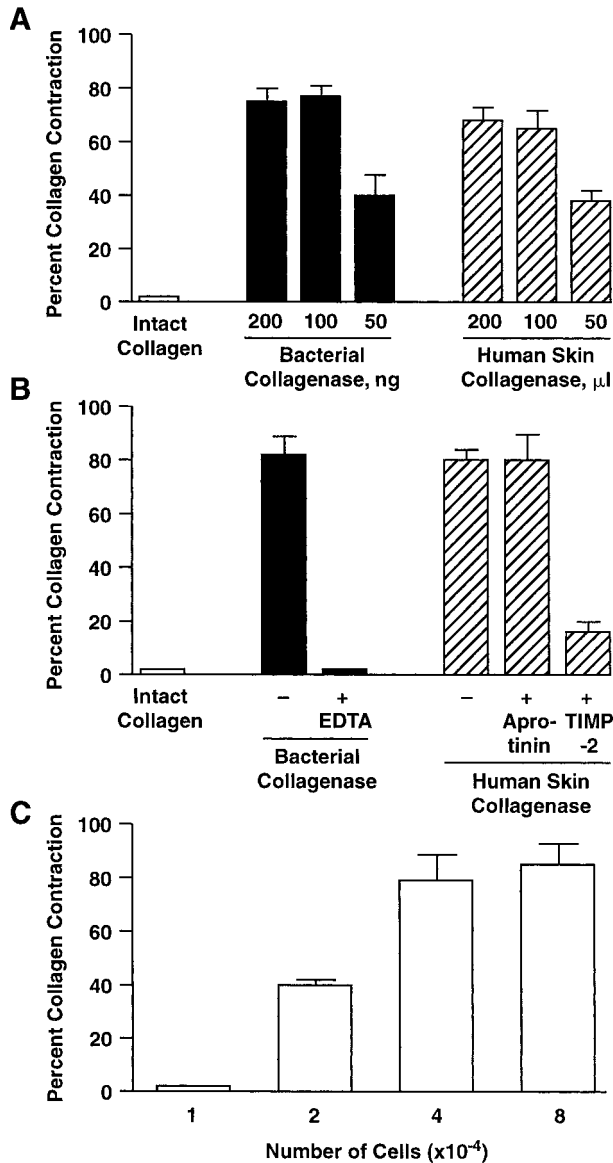 A
Percent Collagen Contraction
100
80
60
40
20
0
Intact
Collagen
200 100 50
Bacterial
Collagenase, ng
200 100 50
Human Skin
Collagenase, μl
B
Percent Collagen Contraction
100
80
60
40
20
0
Intact
Collagen
− +
EDTA
Bacterial
Collagenase
− + +
Apro- TIMP
tinin -2
Human Skin
Collagenase
C
Percent Collagen Contraction
100
80
60
40
20
0
1 2 4 8
Number of Cells (x10-4)